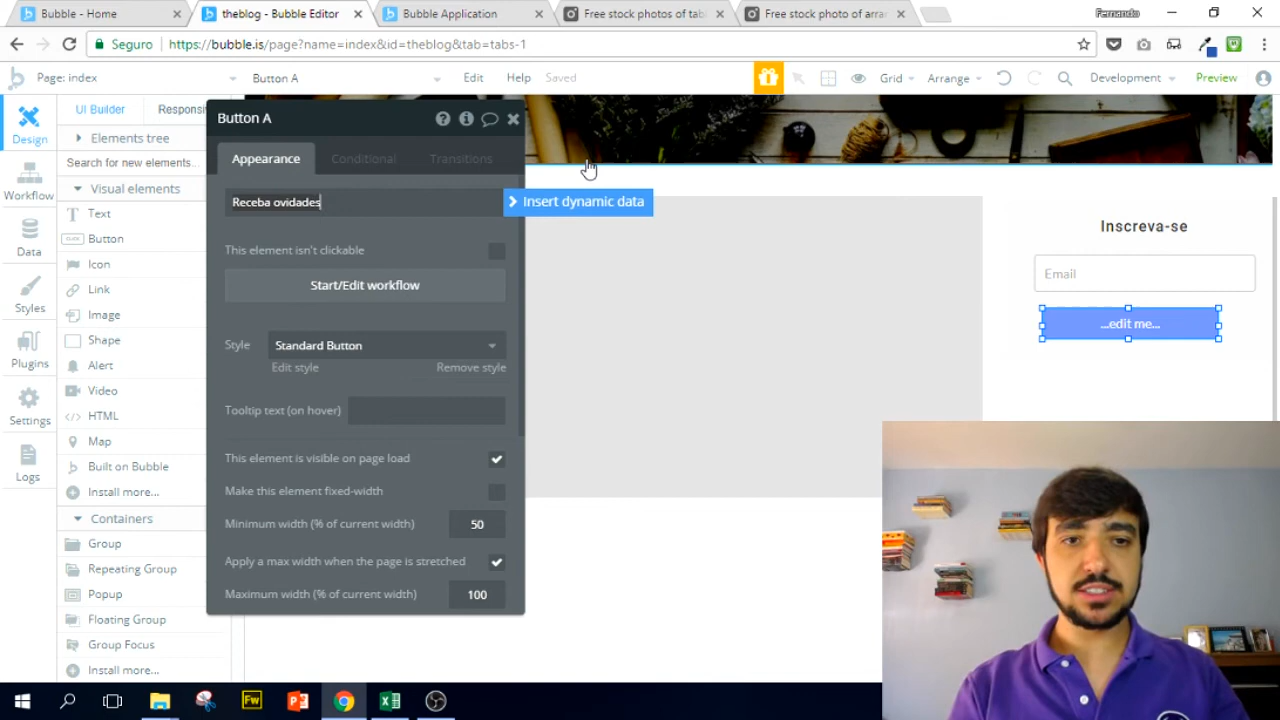 Bubble - Home
theblog - Bubble Editor
Bubble Application
Free stock photos of tab
Free stock photo of arrar
Fernando
Seguro
https://bubble.is/page?name=index&id=theblog&tab=tabs-1
Page: index
Button A
Edit
Help
Saved
Grid
Arrange
Development
Preview
Design
Workflow
Data
Styles
Plugins
Settings
Logs
UI Builder
Responsi
Elements tree
Search for new elements...
Visual elements
Text
Button
Icon
Link
Image
Shape
Alert
Video
HTML
Map
Built on Bubble
Install more...
Containers
Group
Repeating Group
Popup
Floating Group
Group Focus
Install more...
Button A
Appearance
Conditional
Transitions
Receba ovidades
Insert dynamic data
This element isn't clickable
Start/Edit workflow
Style
Standard Button
Edit style
Remove style
Tooltip text (on hover)
This element is visible on page load
Make this element fixed-width
Minimum width (% of current width)
50
Apply a max width when the page is stretched
Maximum width (% of current width)
100
Inscreva-se
Email
...edit me...
Fw